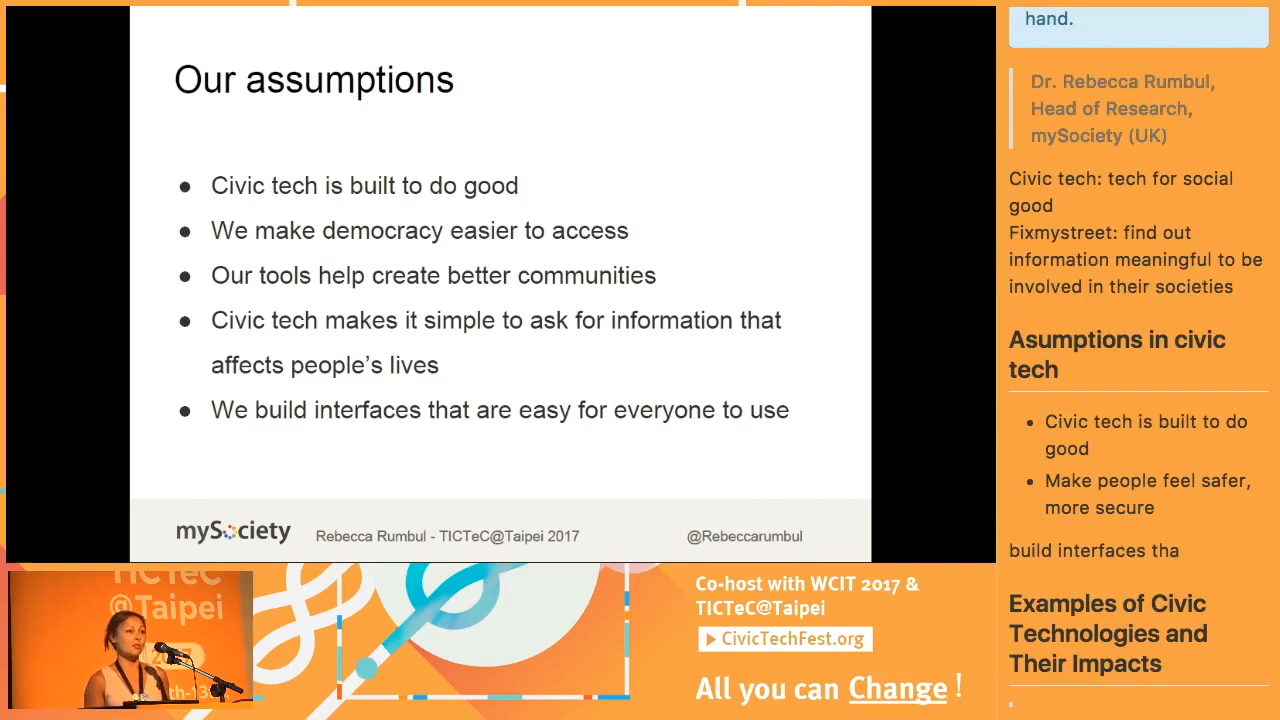 Our assumptions
● Civic tech is built to do good
● We make democracy easier to access
● Our tools help create better communities
● Civic tech makes it simple to ask for information that
affects people's lives
● We build interfaces that are easy for everyone to use
mySociety
Rebecca Rumbul - TICTeC@Taipei 2017
@Rebeccarumbul
hand.
Dr. Rebecca Rumbul,
Head of Research,
mySociety (UK)
Civic tech: tech for social
good
Fixmystreet: find out
information meaningful to be
involved in their societies
Asumptions in civic
tech
• Civic tech is built to do
good
• Make people feel safer,
more secure
build interfaces tha
Examples of Civic
Technologies and
Their Impacts
TICTeC
@Taipei
Co-host with WCIT 2017 &
TICTeC@Taipei
CivicTechFest.org
All you can Change !